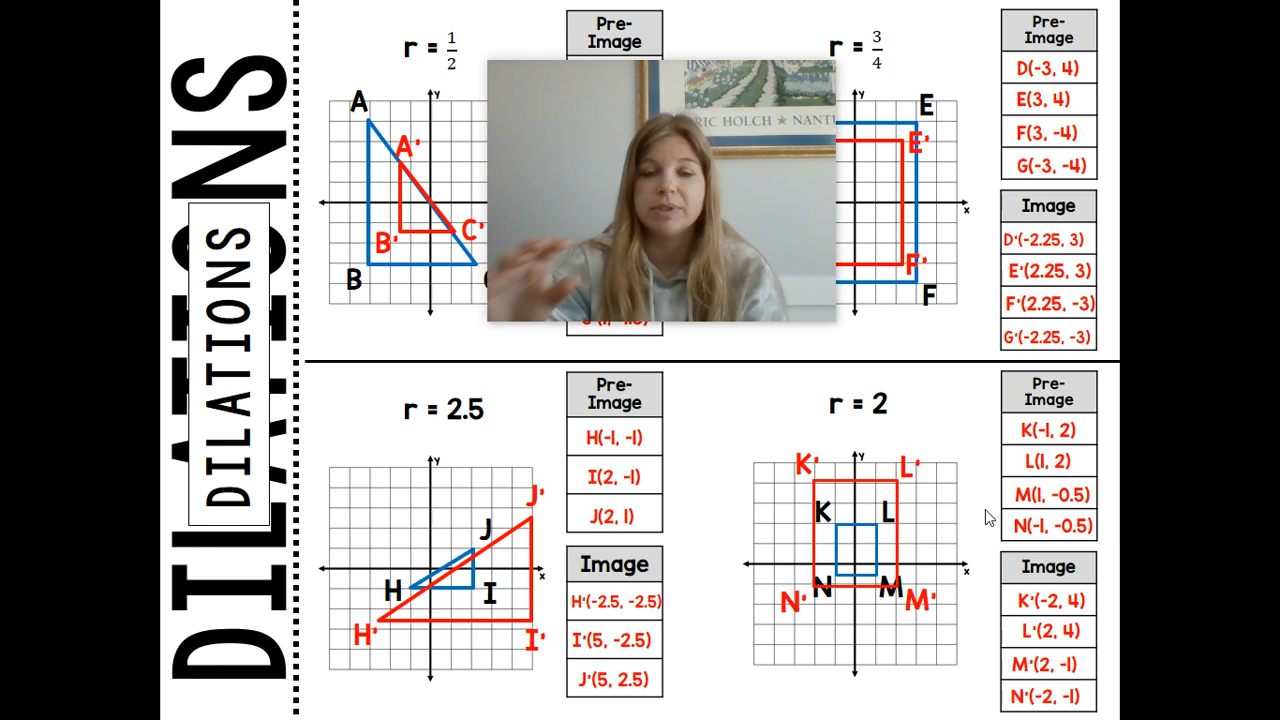 DILATIONS
DILATIONS
r = 1/2
A
A'
B'
C'
B
Pre-
Image
RIC HOLCH ★ NANTU
r = 3/4
E
E'
F'
F
x
y
Pre-
Image
D(-3, 4)
E(3, 4)
F(3, -4)
G(-3, -4)
Image
D'(-2.25, 3)
E'(2.25, 3)
F'(2.25, -3)
G'(-2.25, -3)
y
r = 2.5
y
J'
J
x
H
I
H'
I'
Pre-
Image
H(-1, -1)
I(2, -1)
J(2, 1)
Image
H'(-2.5, -2.5)
I'(5, -2.5)
J'(5, 2.5)
r = 2
y
K'
L'
K
L
x
N
M
N'
M'
Pre-
Image
K(-1, 2)
L(1, 2)
M(1, -0.5)
N(-1, -0.5)
Image
K'(-2, 4)
L'(2, 4)
M'(2, -1)
N'(-2, -1)